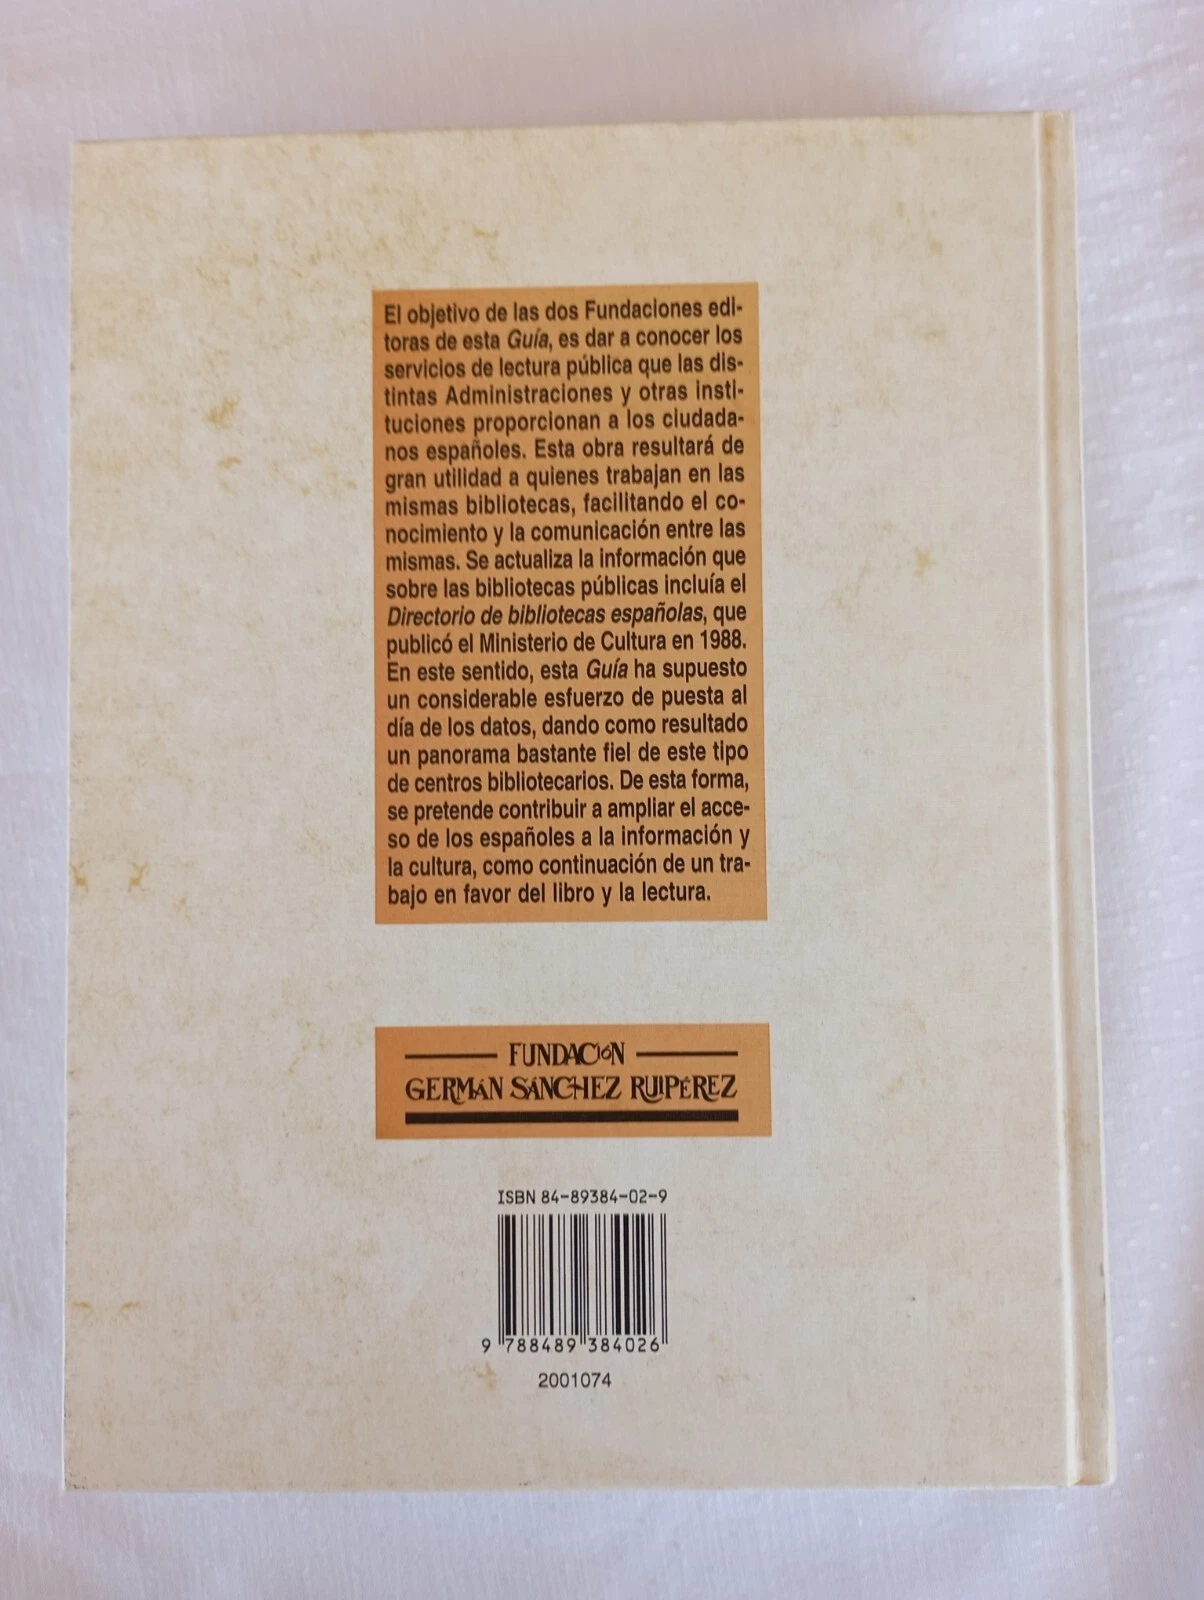 El objetivo de las dos Fundaciones edi-
toras de esta Guía, es dar a conocer los
servicios de lectura pública que las dis-
tintas Administraciones y otras insti-
tuciones proporcionan a los ciudada-
nos españoles. Esta obra resultará de
gran utilidad a quienes trabajan en las
mismas bibliotecas, facilitando el co-
nocimiento y la comunicación entre las
mismas. Se actualiza la información que
sobre las bibliotecas públicas incluía el
Directorio de bibliotecas españolas, que
publicó el Ministerio de Cultura en 1988.
En este sentido, esta Guía ha supuesto
un considerable esfuerzo de puesta al
día de los datos, dando como resultado
un panorama bastante fiel de este tipo
de centros bibliotecarios. De esta forma,
se pretende contribuir a ampliar el acce-
so de los españoles a la información y
la cultura, como continuación de un tra-
bajo en favor del libro y la lectura.
FUNDACIÓN
GERMÁN SÁNCHEZ RUIPÉREZ
ISBN 84-89384-02-9
9 788489 384026
2001074